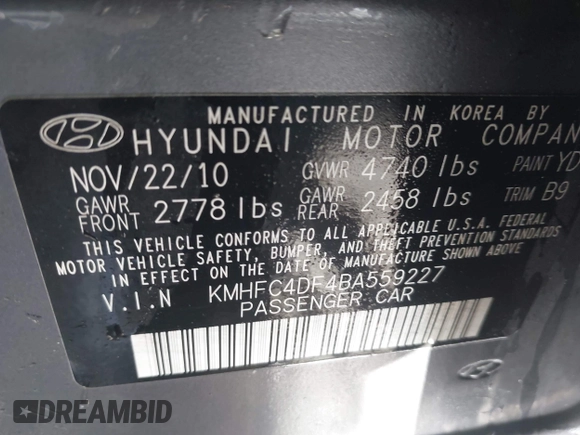 MANUFACTURED IN KOREA BY
HYUNDAI MOTOR COMPAN
NOV/22/10 GVWR 4740 lbs PAINT YD
GAWR FRONT 2778 lbs GAWR REAR 2458 lbs TRIM B9
THIS VEHICLE CONFORMS TO ALL APPLICABLE U.S.A. FEDERAL
MOTOR VEHICLE SAFETY, BUMPER, AND THEFT PREVENTION STANDARDS
IN EFFECT ON THE DATE OF MANUFACTURE SHOWN ABOVE.
V.I.N KMHFC4DF4BA559227
PASSENGER CAR
DREAMBID